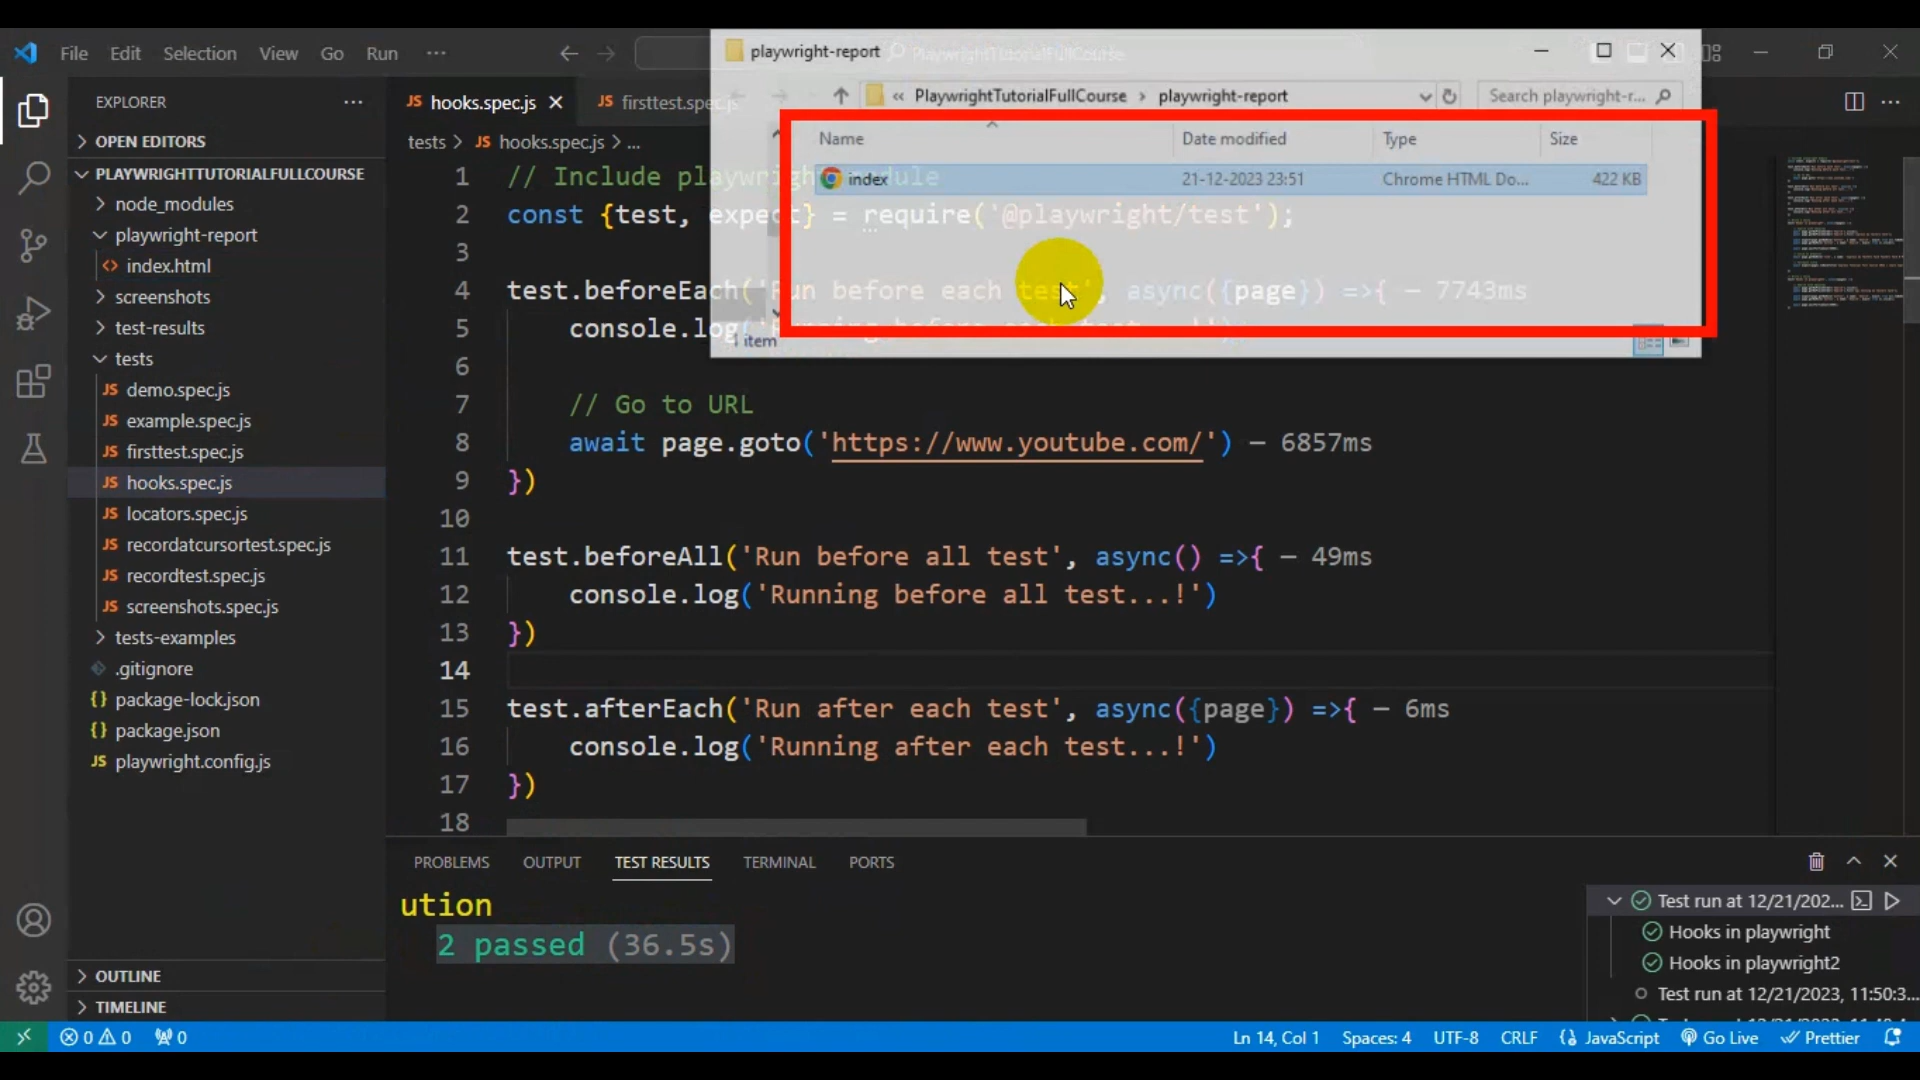 File Edit Selection View Go Run ...
playwright-report
PlaywrightTutorialFullCourse
EXPLORER ...
JS hooks.spec.js
JS firsttest.spec.js
« PlaywrightTutorialFullCourse > playwright-report
Search playwright-r...
OPEN EDITORS
tests > JS hooks.spec.js > ...
Name Date modified Type Size
index 21-12-2023 23:51 Chrome HTML Do... 422 KB
1 item
PLAYWRIGHTTUTORIALFULLCOURSE
node_modules
playwright-report
<> index.html
screenshots
test-results
tests
JS demo.spec.js
JS example.spec.js
JS firsttest.spec.js
JS hooks.spec.js
JS locators.spec.js
JS recordatcursortest.spec.js
JS recordtest.spec.js
JS screenshots.spec.js
tests-examples
.gitignore
{} package-lock.json
{} package.json
JS playwright.config.js
OUTLINE
TIMELINE
1 // Include playwright module
2 const {test, expect} = require('@playwright/test');
3
4 test.beforeEach('Run before each test', async({page}) =>{ — 7743ms
5 console.log('Running before each test...!');
6
7 // Go to URL
8 await page.goto('https://www.youtube.com/') — 6857ms
9 })
10
11 test.beforeAll('Run before all test', async() =>{ — 49ms
12 console.log('Running before all test...!')
13 })
14
15 test.afterEach('Run after each test', async({page}) =>{ — 6ms
16 console.log('Running after each test...!')
17 })
18
PROBLEMS OUTPUT TEST RESULTS TERMINAL PORTS
ution
2 passed (36.5s)
Test run at 12/21/202...
Hooks in playwright
Hooks in playwright2
Test run at 12/21/2023, 11:50:3...
0 0 0
Ln 14, Col 1 Spaces: 4 UTF-8 CRLF {} JavaScript Go Live Prettier